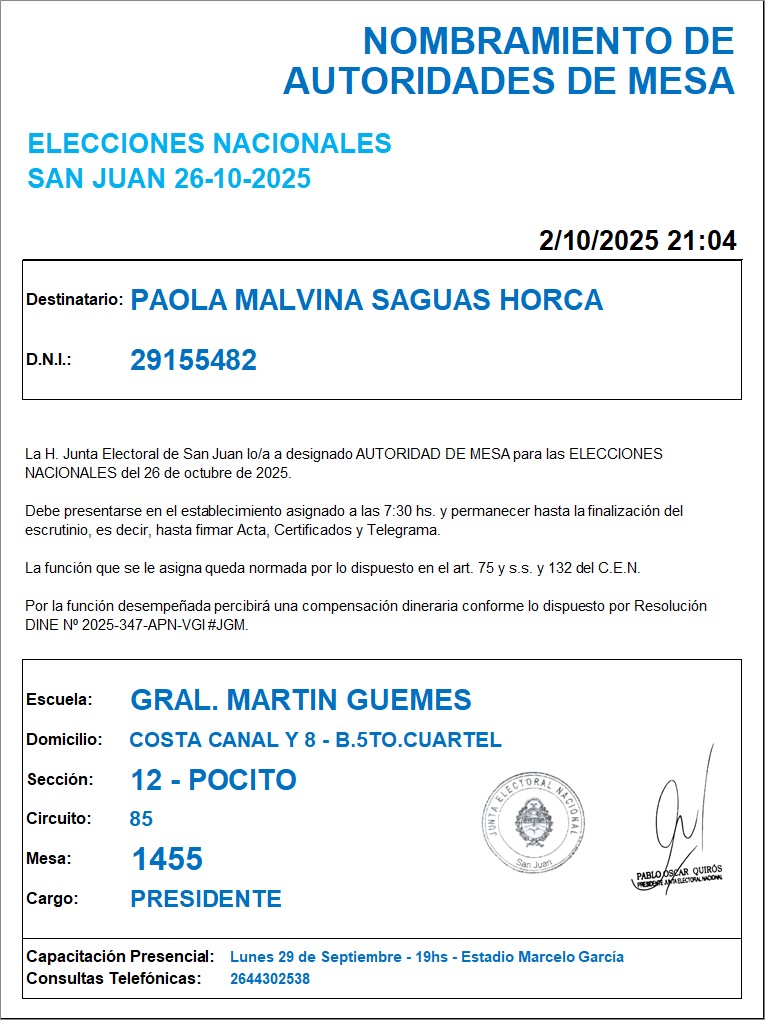 NOMBRAMIENTO DE
AUTORIDADES DE MESA
ELECCIONES NACIONALES
SAN JUAN 26-10-2025
2/10/2025 21:04
Destinatario: PAOLA MALVINA SAGUAS HORCA
D.N.I.: 29155482
La H. Junta Electoral de San Juan lo/a a designado AUTORIDAD DE MESA para las ELECCIONES
NACIONALES del 26 de octubre de 2025.
Debe presentarse en el establecimiento asignado a las 7:30 hs. y permanecer hasta la finalización del
escrutinio, es decir, hasta firmar Acta, Certificados y Telegrama.
La función que se le asigna queda normada por lo dispuesto en el art. 75 y s.s. y 132 del C.E.N.
Por la función desempeñada percibirá una compensación dineraria conforme lo dispuesto por Resolución
DINE Nº 2025-347-APN-VGI#JGM.
Escuela: GRAL. MARTIN GUEMES
Domicilio: COSTA CANAL Y 8 - B.5TO.CUARTEL
Sección: 12 - POCITO
Circuito: 85
Mesa: 1455
Cargo: PRESIDENTE
JUNTA ELECTORAL NACIONAL
San Juan
PABLO OSCAR QUIRÓS
PRESIDENTE JUNTA ELECTORAL NACIONAL
Capacitación Presencial: Lunes 29 de Septiembre - 19hs - Estadio Marcelo García
Consultas Telefónicas: 2644302538